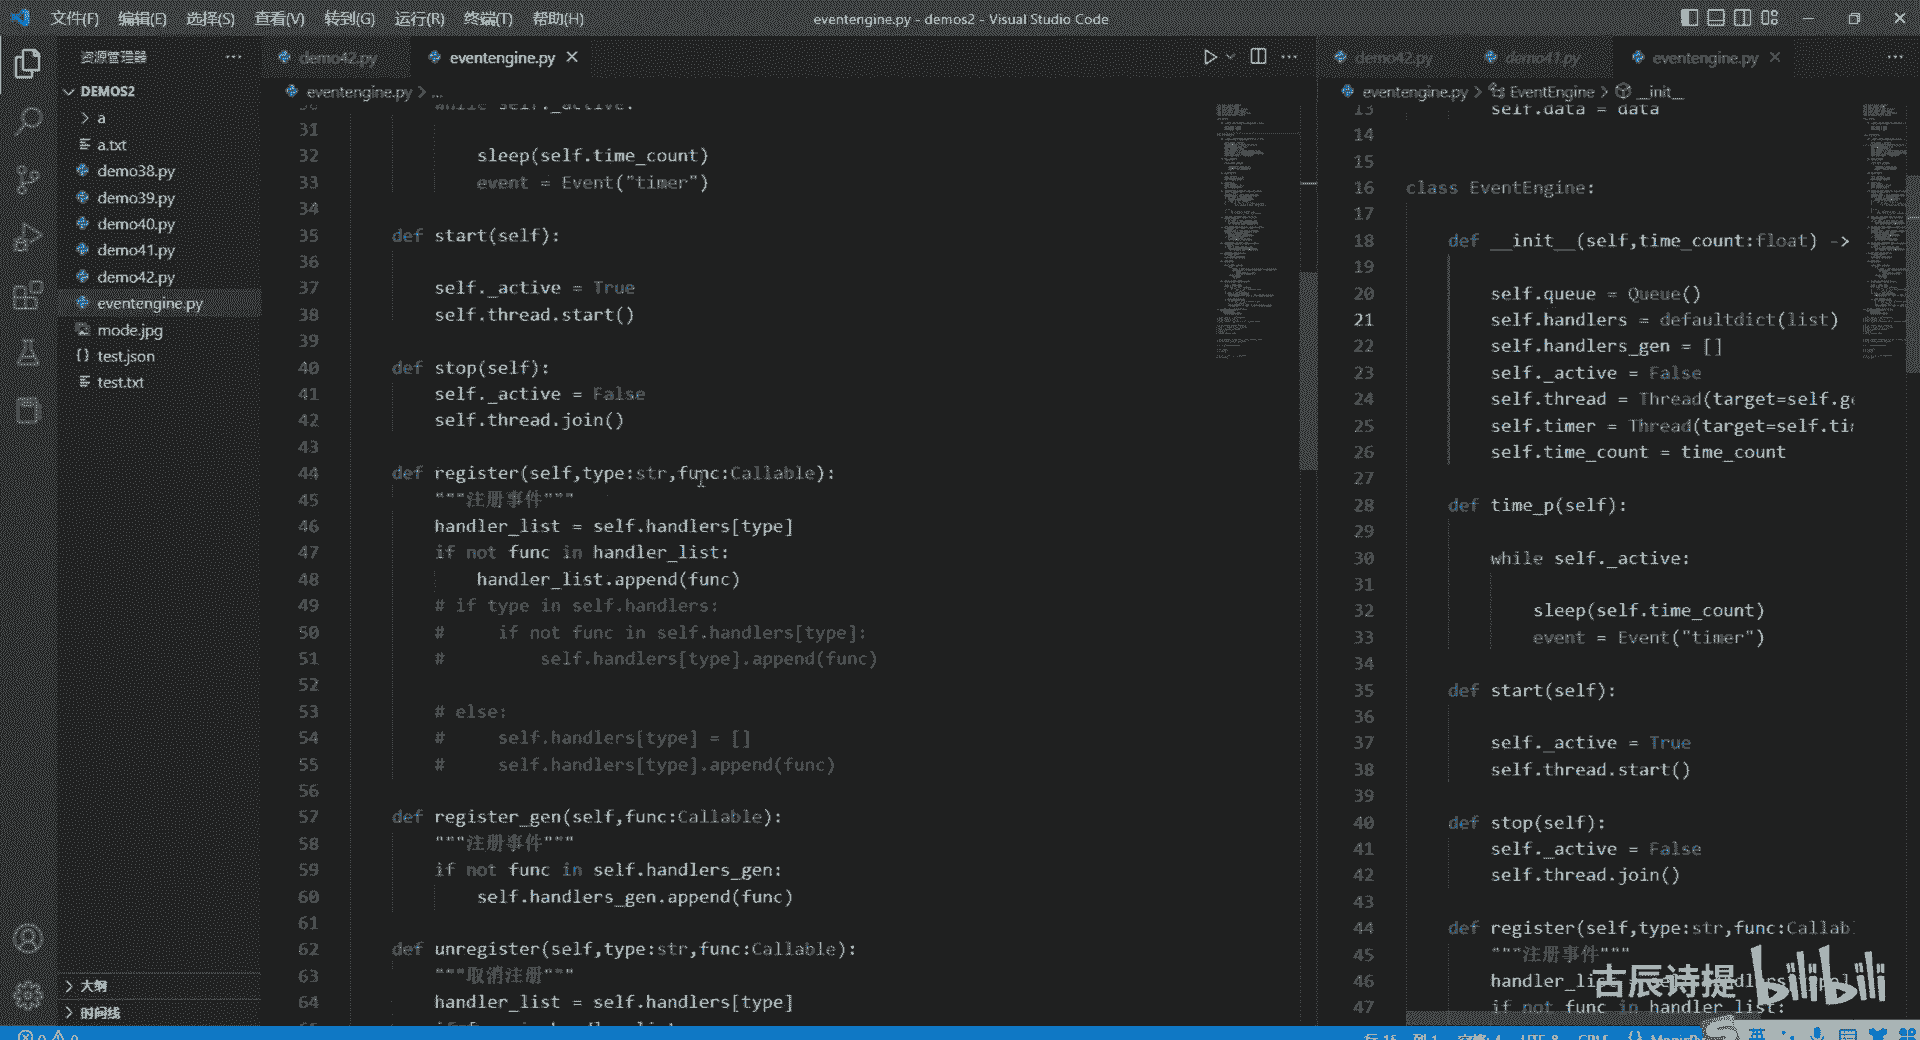 文件(F) 编辑(E) 选择(S) 查看(V) 转到(G) 运行(R) 终端(T) 帮助(H)
eventengine.py - demos2 - Visual Studio Code
资源管理器
DEMOS2
a
a.txt
demo38.py
demo39.py
demo40.py
demo41.py
demo42.py
eventengine.py
mode.jpg
test.json
test.txt
大纲
时间线
demo42.py
eventengine.py
eventengine.py > ...
while self._active:
31
32 sleep(self.time_count)
33 event = Event("timer")
34
35 def start(self):
36
37 self._active = True
38 self.thread.start()
39
40 def stop(self):
41 self._active = False
42 self.thread.join()
43
44 def register(self,type:str,func:Callable):
45 """注册事件"""
46 handler_list = self.handlers[type]
47 if not func in handler_list:
48 handler_list.append(func)
49 # if type in self.handlers:
50 # if not func in self.handlers[type]:
51 # self.handlers[type].append(func)
52
53 # else:
54 # self.handlers[type] = []
55 # self.handlers[type].append(func)
56
57 def register_gen(self,func:Callable):
58 """注册事件"""
59 if not func in self.handlers_gen:
60 self.handlers_gen.append(func)
61
62 def unregister(self,type:str,func:Callable):
63 """取消注册"""
64 handler_list = self.handlers[type]
demo42.py demo41.py eventengine.py
eventengine.py > EventEngine > __init__
13 self.data = data
14
15
16 class EventEngine:
17
18 def __init__(self,time_count:float) ->
19
20 self.queue = Queue()
21 self.handlers = defaultdict(list)
22 self.handlers_gen = []
23 self._active = False
24 self.thread = Thread(target=self.ge
25 self.timer = Thread(target=self.ti
26 self.time_count = time_count
27
28 def time_p(self):
29
30 while self._active:
31
32 sleep(self.time_count)
33 event = Event("timer")
34
35 def start(self):
36
37 self._active = True
38 self.thread.start()
39
40 def stop(self):
41 self._active = False
42 self.thread.join()
43
44 def register(self,type:str,func:Callab
45 """注册事件"""
46 handler_li
47 if not func in handler_list:
古辰诗提 bilibili